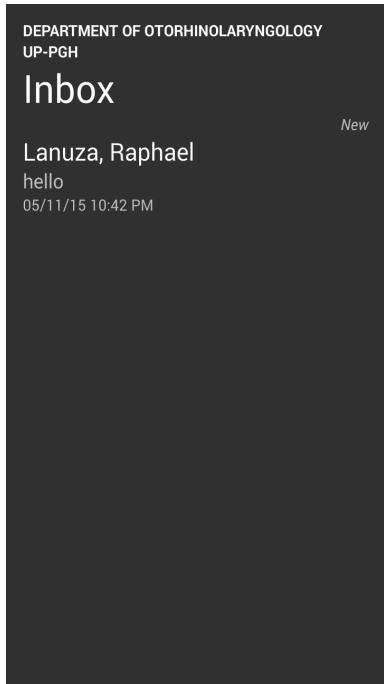 DEPARTMENT OF OTORHINOLARYNGOLOGY
UP-PGH
Inbox
New
Lanuza, Raphael
hello
05/11/15 10:42 PM